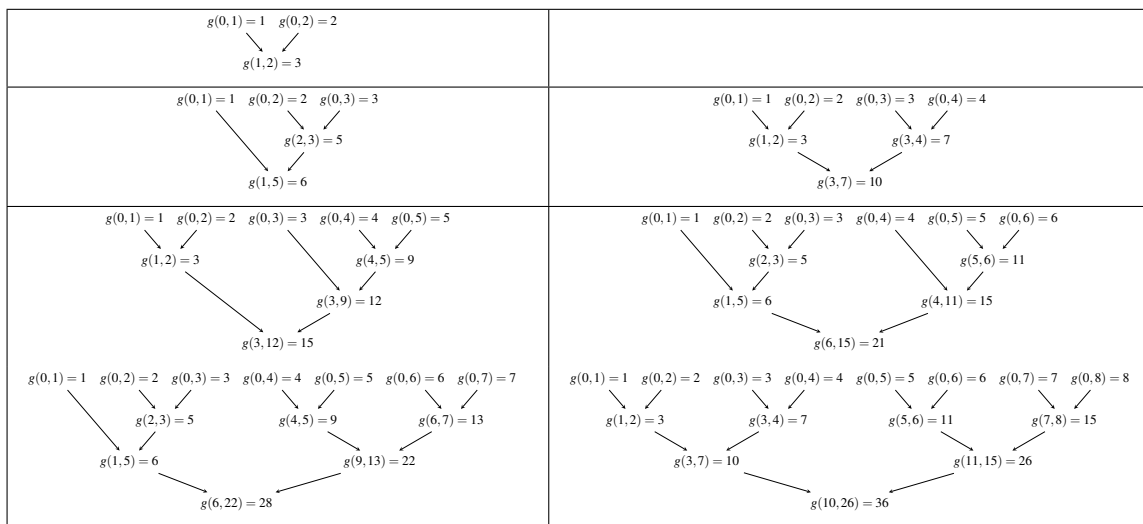 g(0,1) = 1 g(0,2) = 2
g(1,2) = 3
g(0,1) = 1 g(0,2) = 2 g(0,3) = 3
g(2,3) = 5
g(1,5) = 6
g(0,1) = 1 g(0,2) = 2 g(0,3) = 3 g(0,4) = 4
g(1,2) = 3 g(3,4) = 7
g(3,7) = 10
g(0,1) = 1 g(0,2) = 2 g(0,3) = 3 g(0,4) = 4 g(0,5) = 5
g(1,2) = 3 g(4,5) = 9
g(3,9) = 12
g(3,12) = 15
g(0,1) = 1 g(0,2) = 2 g(0,3) = 3 g(0,4) = 4 g(0,5) = 5 g(0,6) = 6
g(2,3) = 5 g(5,6) = 11
g(1,5) = 6 g(4,11) = 15
g(6,15) = 21
g(0,1) = 1 g(0,2) = 2 g(0,3) = 3 g(0,4) = 4 g(0,5) = 5 g(0,6) = 6 g(0,7) = 7
g(2,3) = 5 g(4,5) = 9 g(6,7) = 13
g(1,5) = 6 g(9,13) = 22
g(6,22) = 28
g(0,1) = 1 g(0,2) = 2 g(0,3) = 3 g(0,4) = 4 g(0,5) = 5 g(0,6) = 6 g(0,7) = 7 g(0,8) = 8
g(1,2) = 3 g(3,4) = 7 g(5,6) = 11 g(7,8) = 15
g(3,7) = 10 g(11,15) = 26
g(10,26) = 36